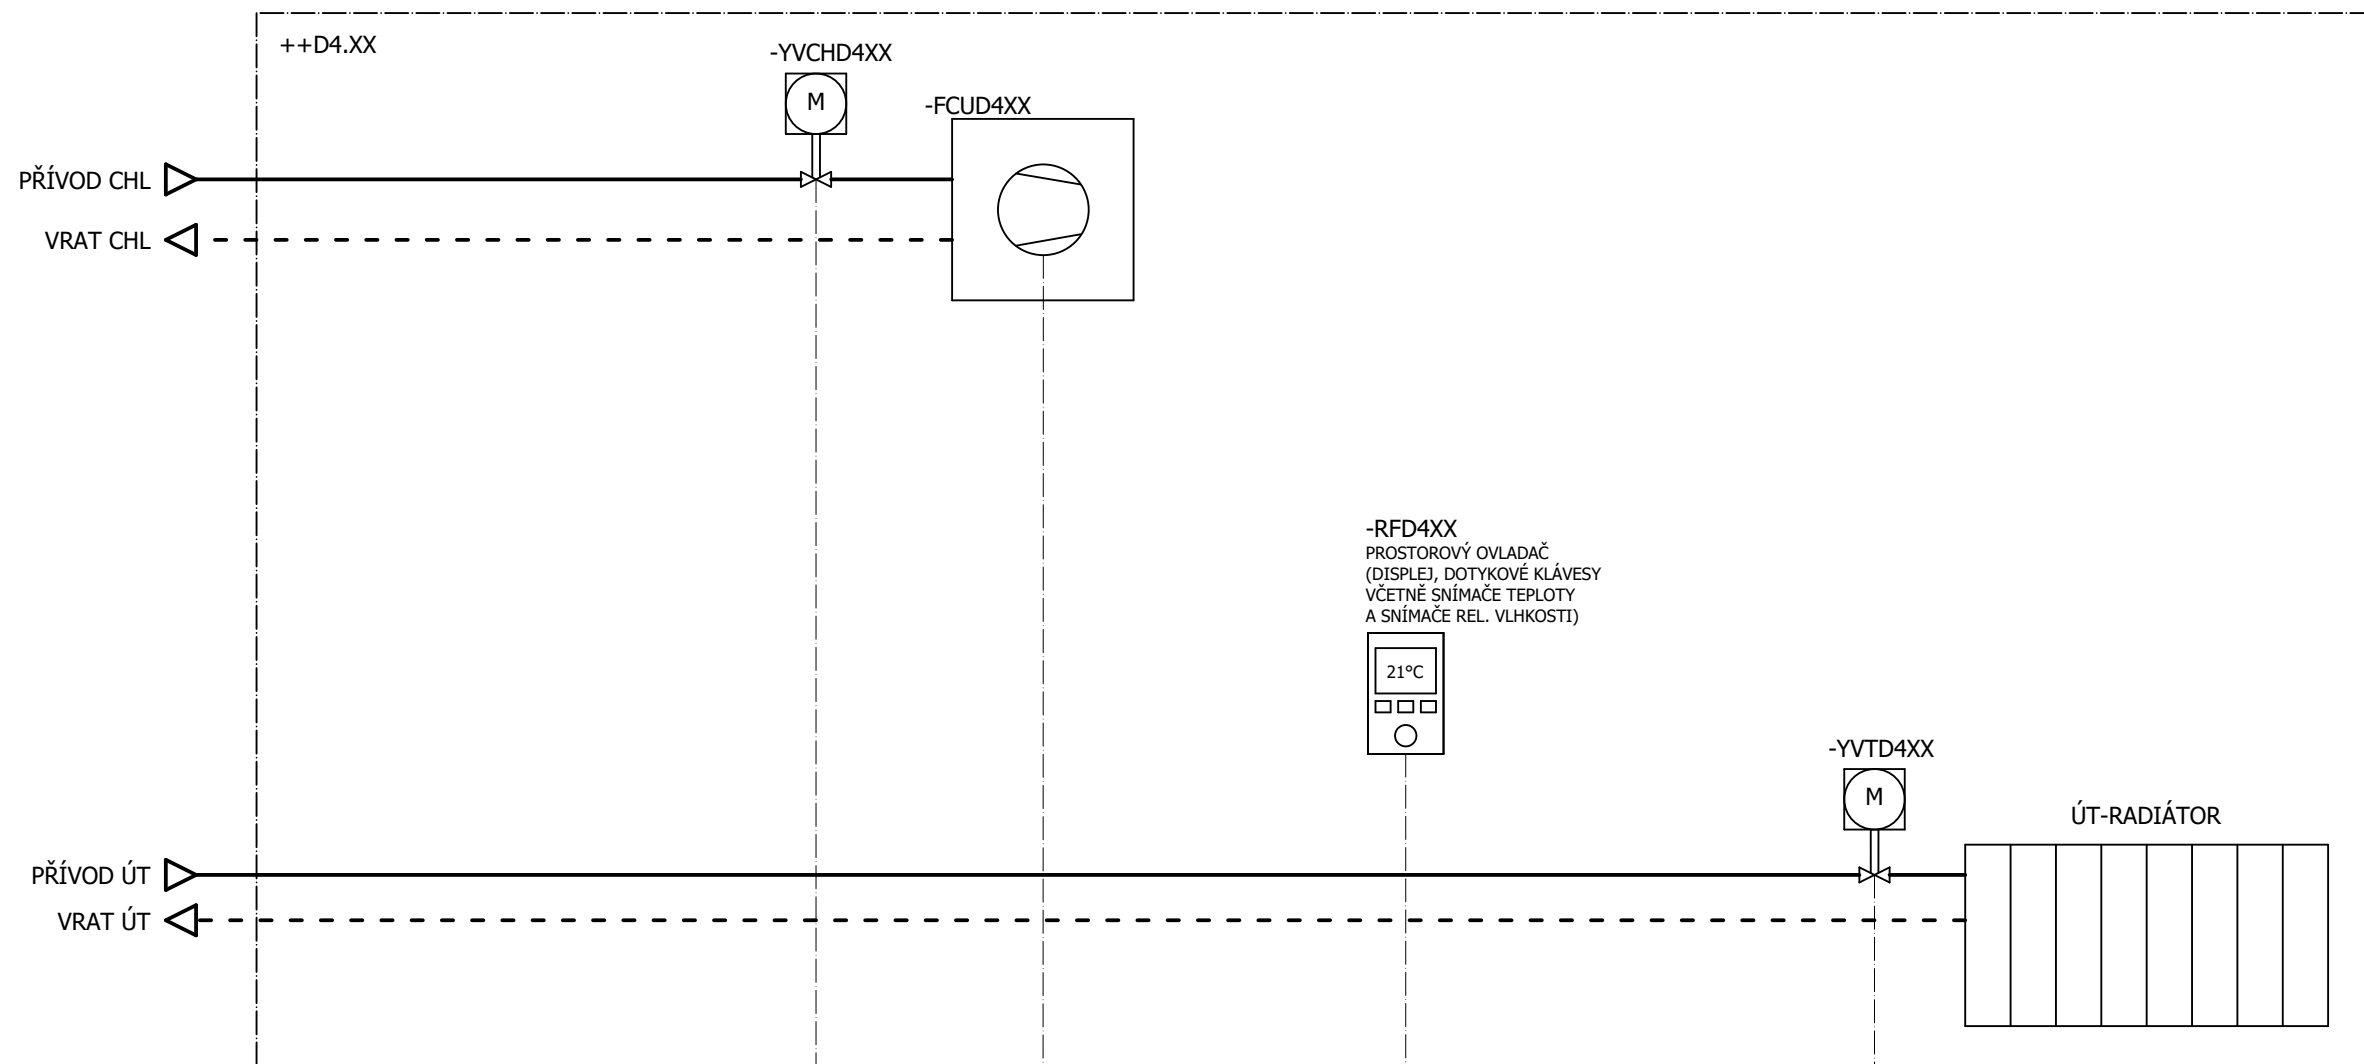 ++D4.XX
-YVCHD4XX
M
-FCUD4XX
PŘÍVOD CHL
VRAT CHL
-RFD4XX
PROSTOROVÝ OVLADAČ
(DISPLEJ, DOTYKOVÉ KLÁVESY
VČETNĚ SNÍMAČE TEPLOTY
A SNÍMAČE REL. VLHKOSTI)
21°C
-YVTD4XX
M
ÚT-RADIÁTOR
PŘÍVOD ÚT
VRAT ÚT